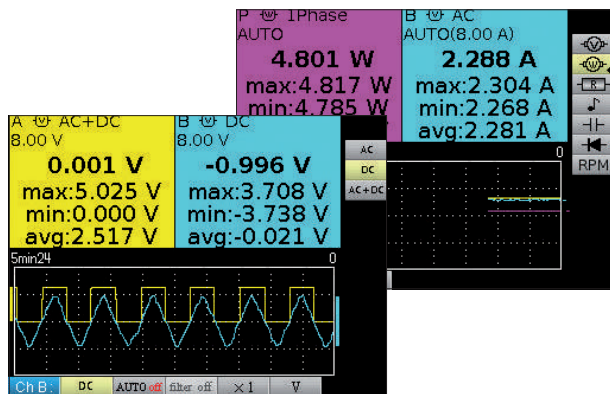 P 1Phase
AUTO
4.801 W
max:4.817 W
min:4.785 W
B AC
AUTO(8.00 A)
2.288 A
max:2.304 A
min:2.268 A
avg:2.281 A
0
V
W
R
RPM
A AC+DC
8.00 V
0.001 V
max:5.025 V
min:0.000 V
avg:2.517 V
B DC
8.00 V
-0.996 V
max:3.708 V
min:-3.738 V
avg:-0.021 V
AC
DC
AC+DC
5min24 0
Ch B: DC AUTO off filter off ×1 V